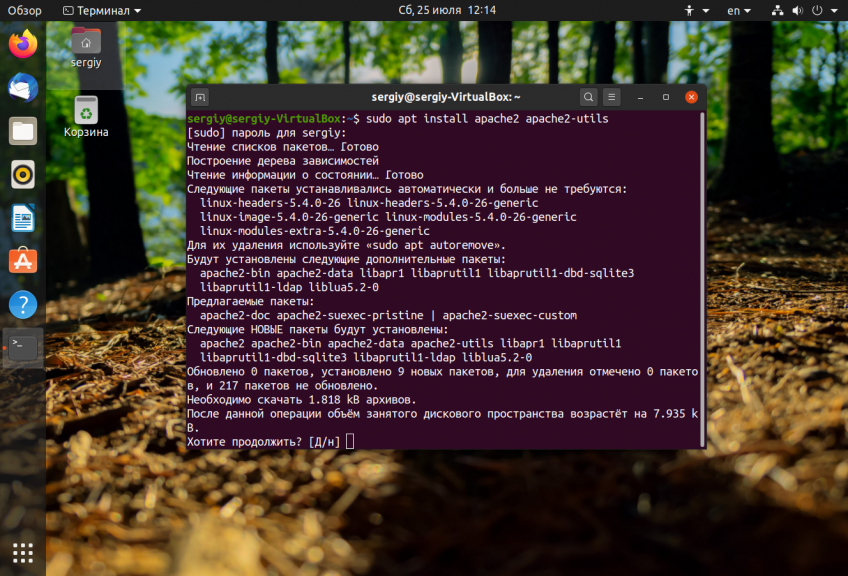 Обзор
Терминал
Сб, 25 июля 12:14
en
sergiy
Корзина
sergiy@sergiy-VirtualBox: ~
sergiy@sergiy-VirtualBox:~$ sudo apt install apache2 apache2-utils
[sudo] пароль для sergiy:
Чтение списков пакетов… Готово
Построение дерева зависимостей
Чтение информации о состоянии… Готово
Следующие пакеты устанавливались автоматически и больше не требуются:
linux-headers-5.4.0-26 linux-headers-5.4.0-26-generic
linux-image-5.4.0-26-generic linux-modules-5.4.0-26-generic
linux-modules-extra-5.4.0-26-generic
Для их удаления используйте «sudo apt autoremove».
Будут установлены следующие дополнительные пакеты:
apache2-bin apache2-data libapr1 libaprutil1 libaprutil1-dbd-sqlite3
libaprutil1-ldap liblua5.2-0
Предлагаемые пакеты:
apache2-doc apache2-suexec-pristine | apache2-suexec-custom
Следующие НОВЫЕ пакеты будут установлены:
apache2 apache2-bin apache2-data apache2-utils libapr1 libaprutil1
libaprutil1-dbd-sqlite3 libaprutil1-ldap liblua5.2-0
Обновлено 0 пакетов, установлено 9 новых пакетов, для удаления отмечено 0 пакето
в, и 217 пакетов не обновлено.
Необходимо скачать 1.818 kB архивов.
После данной операции объём занятого дискового пространства возрастёт на 7.935 k
B.
Хотите продолжить? [Д/н]